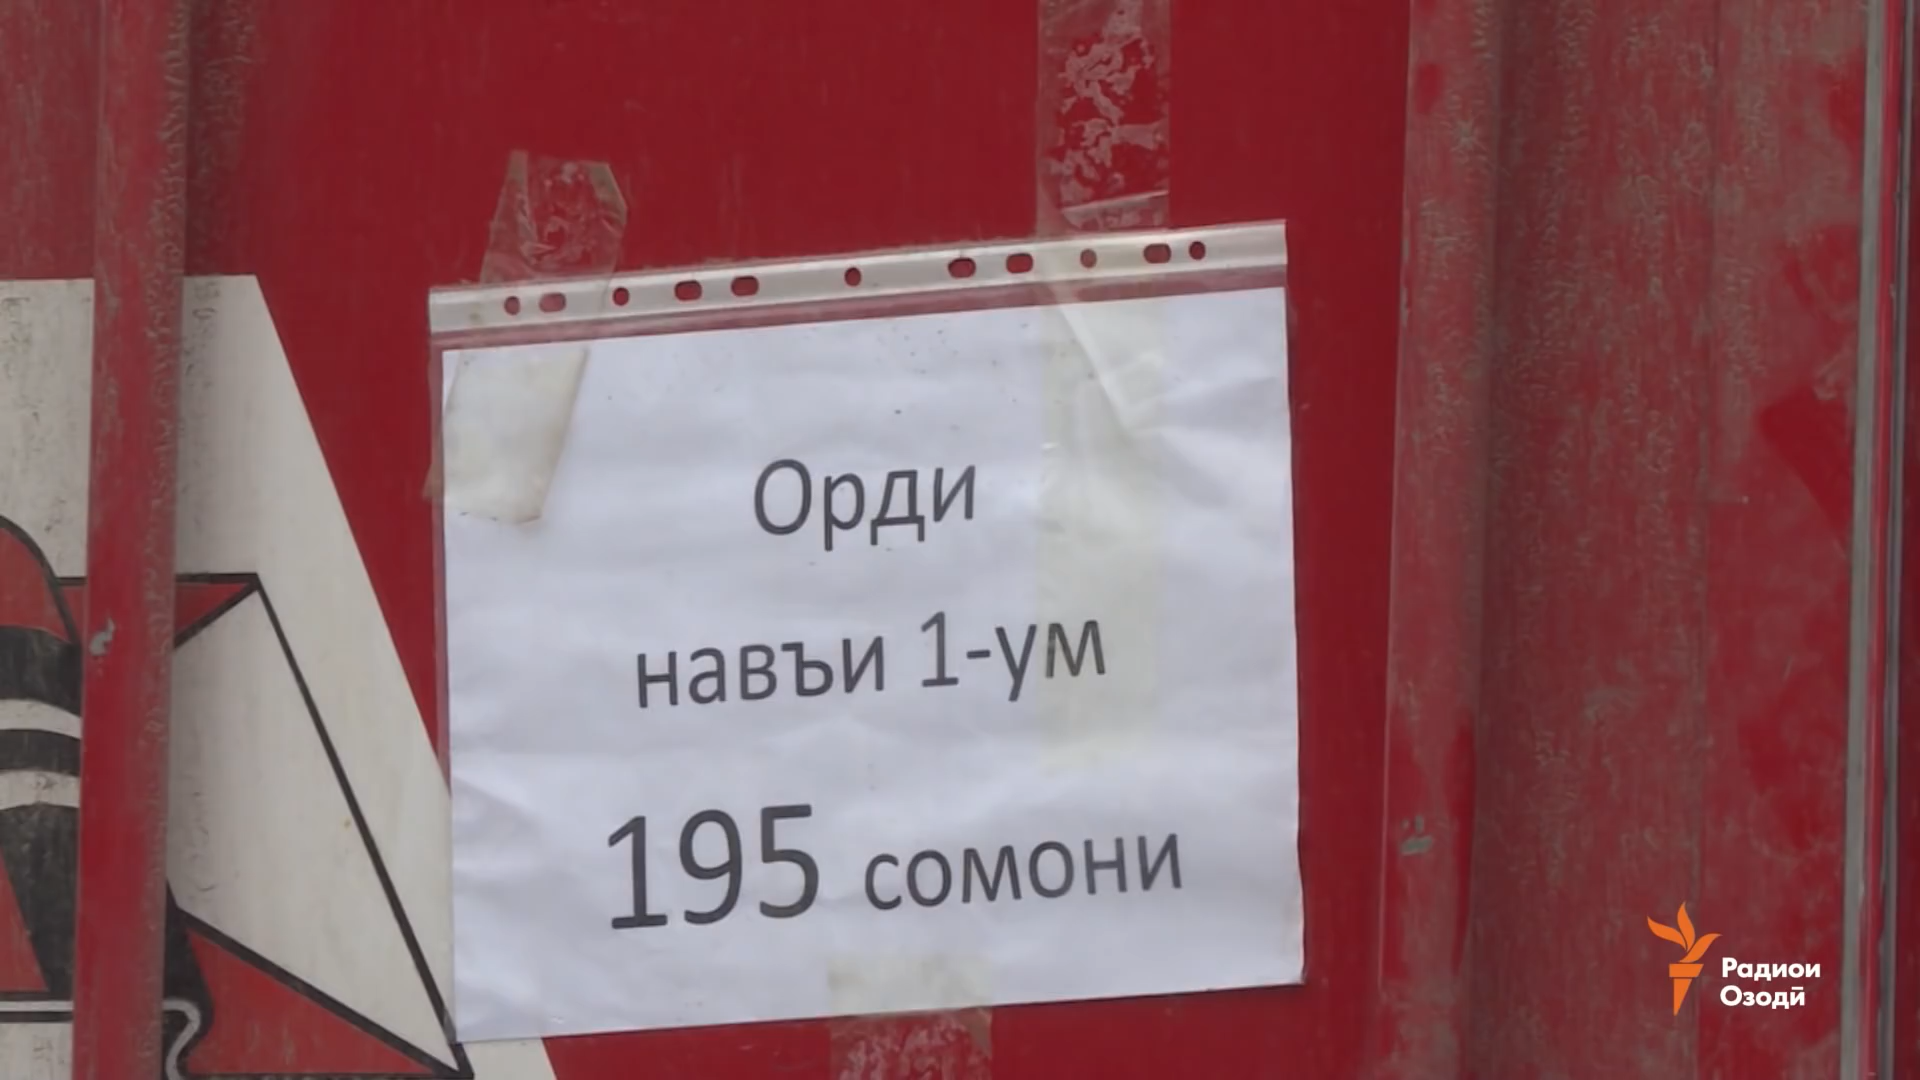 Орди
навъи 1-ум
195 сомони
Радиои
Озодӣ